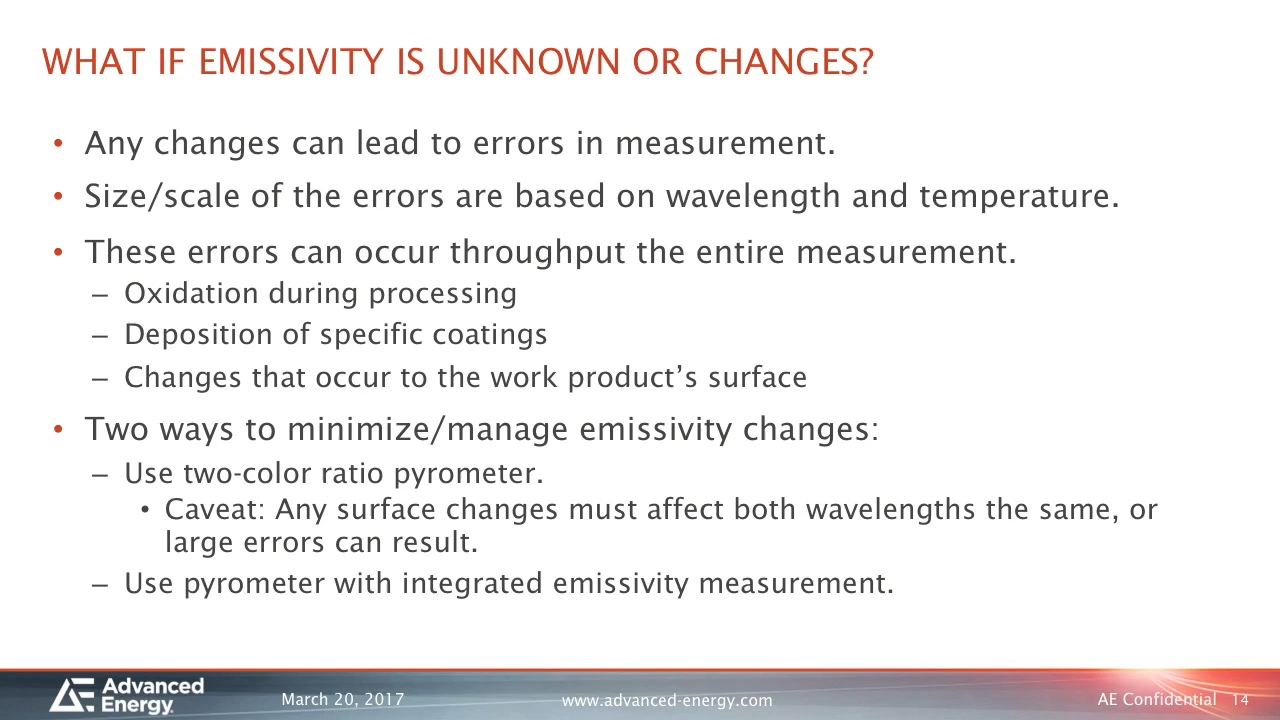 WHAT IF EMISSIVITY IS UNKNOWN OR CHANGES?
• Any changes can lead to errors in measurement.
• Size/scale of the errors are based on wavelength and temperature.
• These errors can occur throughput the entire measurement.
– Oxidation during processing
– Deposition of specific coatings
– Changes that occur to the work product’s surface
• Two ways to minimize/manage emissivity changes:
– Use two-color ratio pyrometer.
• Caveat: Any surface changes must affect both wavelengths the same, or
large errors can result.
– Use pyrometer with integrated emissivity measurement.
AE Advanced
Energy
March 20, 2017
www.advanced-energy.com
AE Confidential 14